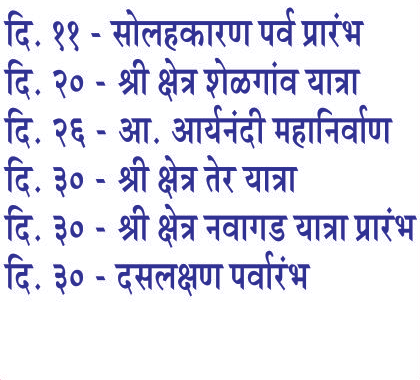 दि. ११ - सोलहकारण पर्व प्रारंभ
दि. २० - श्री क्षेत्र शेळगांव यात्रा
दि. २६ - आ. आर्यनंदी महानिर्वाण
दि. ३० - श्री क्षेत्र तेर यात्रा
दि. ३० - श्री क्षेत्र नवागड यात्रा प्रारंभ
दि. ३० - दसलक्षण पर्वारंभ